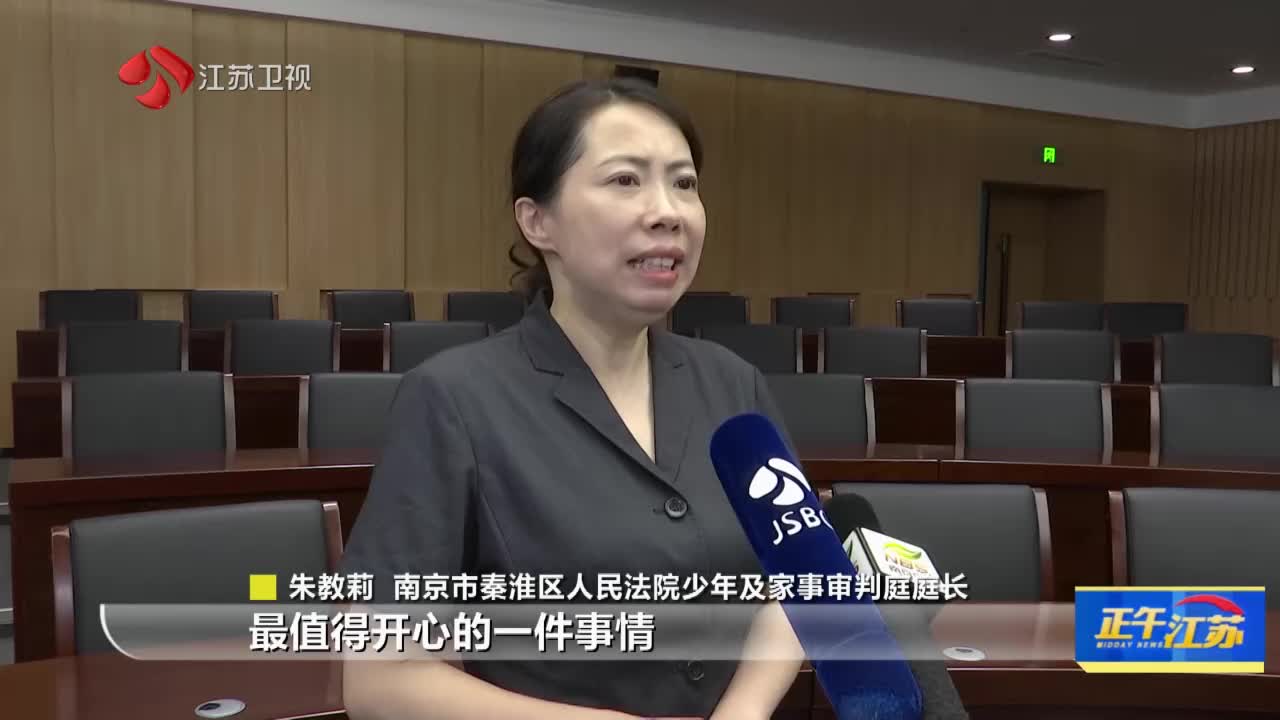 江苏卫视
JSBC
朱教莉 南京市秦淮区人民法院少年及家事审判庭庭长
最值得开心的一件事情
正午江苏
MIDDAY NEWS